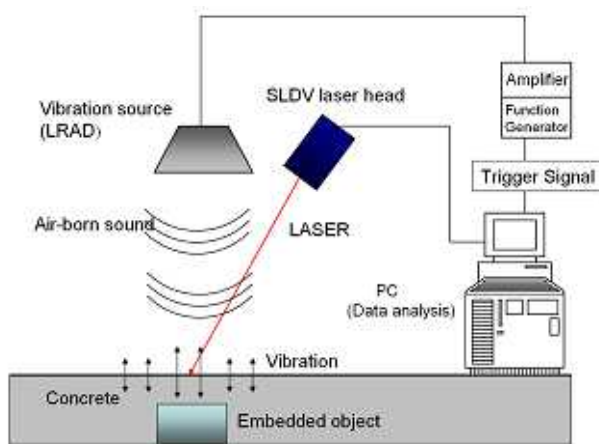 Amplifier
Function
Generator
Trigger Signal
SLDV laser head
Vibration source
(LRAD)
Air-born sound
LASER
PC
(Data analysis)
Vibration
Concrete
Embedded object